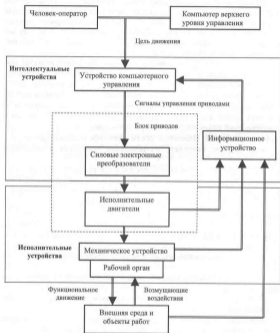 Человек-оператор
Компьютер верхнего
уровня управления
Цель движения
Интеллектуальные
устройства
Устройство компьютерного
управления
Сигналы управления приводами
Блок приводов
Информационное
устройство
Силовые электронные
преобразователи
Исполнительные
двигатели
Исполнительные
устройства
Механическое устройство
Рабочий орган
Функциональное
движение
Возмущающие
воздействия
Внешняя среда и
объекты работ